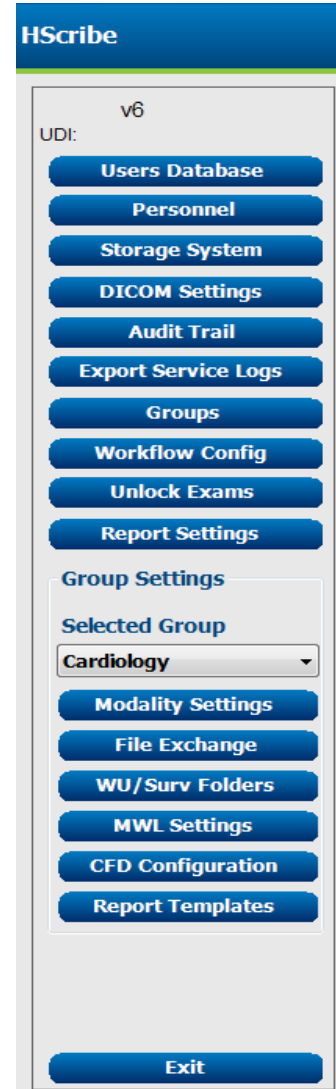 HScribe
v6
UDI:
Users Database
Personnel
Storage System
DICOM Settings
Audit Trail
Export Service Logs
Groups
Workflow Config
Unlock Exams
Report Settings
Group Settings
Selected Group
Cardiology
Modality Settings
File Exchange
WU/Surv Folders
MWL Settings
CFD Configuration
Report Templates
Exit